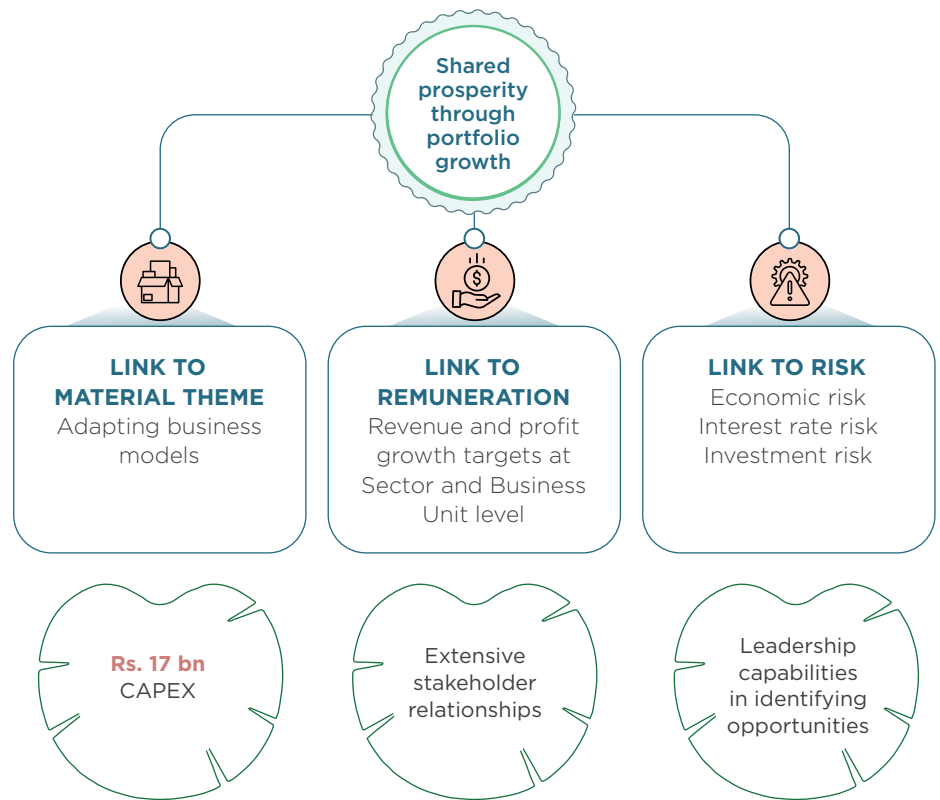 Shared
prosperity
through
portfolio
growth
LINK TO
MATERIAL THEME
Adapting business
models
LINK TO
REMUNERATION
Revenue and profit
growth targets at
Sector and Business
Unit level
LINK TO RISK
Economic risk
Interest rate risk
Investment risk
Rs. 17 bn
CAPEX
Extensive
stakeholder
relationships
Leadership
capabilities
in identifying
opportunities